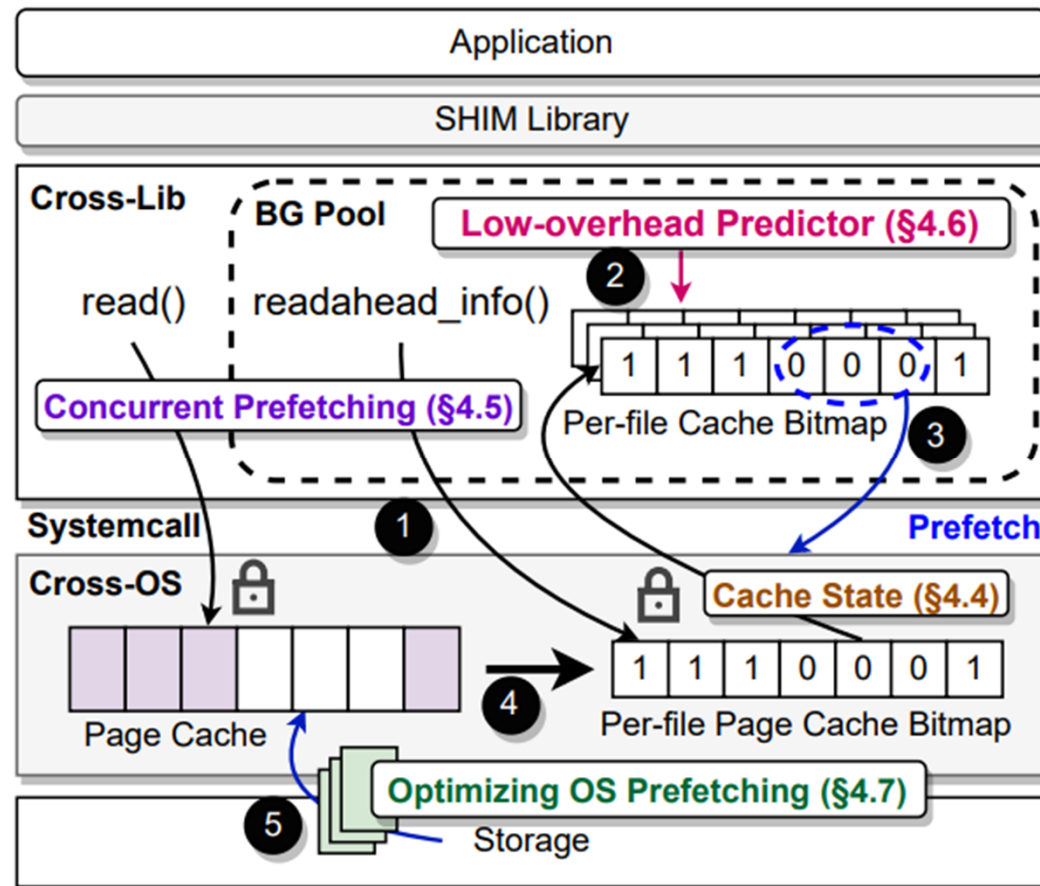 Application
SHIM Library
Cross-Lib
BG Pool
Low-overhead Predictor (§4.6)
2
read()
readahead_info()
1 1 1 0 0 0 1
Concurrent Prefetching (§4.5)
Per-file Cache Bitmap
3
Systemcall
1
Prefetch
Cross-OS
Cache State (§4.4)
1 1 1 0 0 0 1
4
Page Cache
Per-file Page Cache Bitmap
Optimizing OS Prefetching (§4.7)
5
Storage